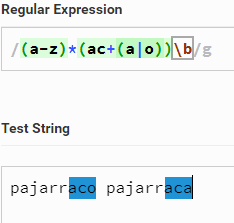 Regular Expression
/(a-z)*(ac+(a|o))\b/g
Test String
pajarraco pajarraca